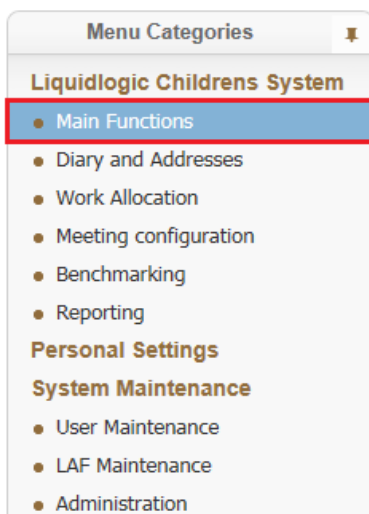 Menu Categories
Liquidlogic Childrens System
Main Functions
Diary and Addresses
Work Allocation
Meeting configuration
Benchmarking
Reporting
Personal Settings
System Maintenance
User Maintenance
LAF Maintenance
Administration